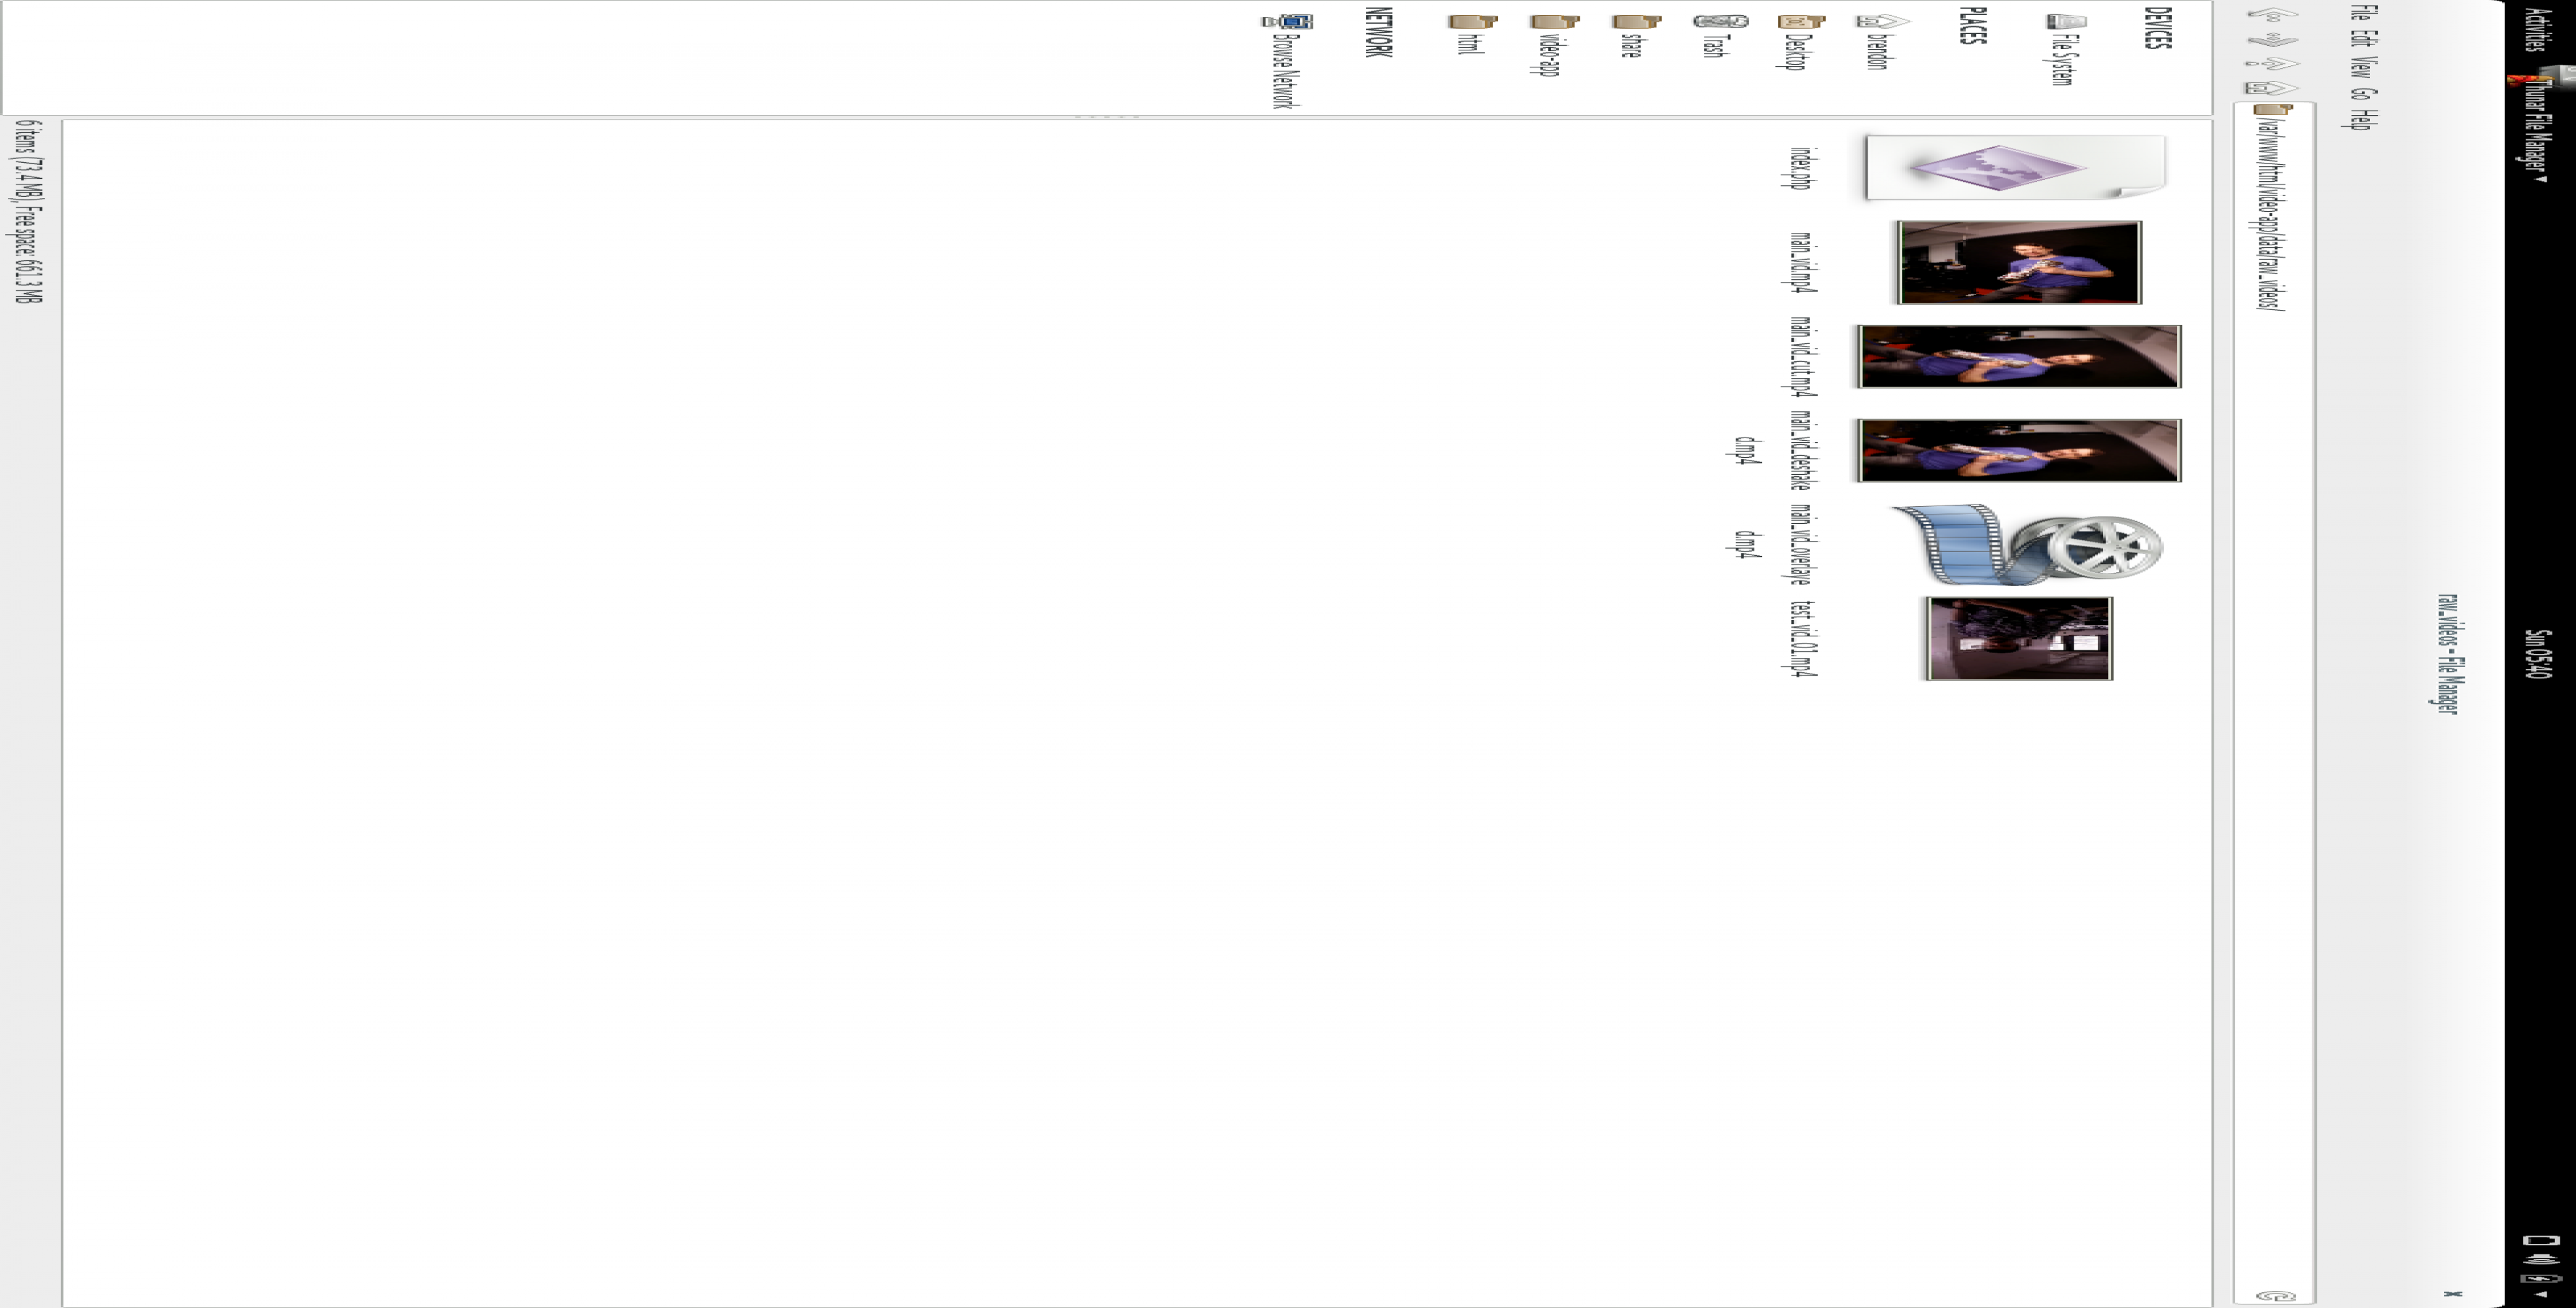 Activities
Thunar File Manager
Sun 05:40
raw_videos - File Manager
x
File Edit View Go Help
/var/www/html/video-app/data/raw_videos/
DEVICES
File System
PLACES
brendon
Desktop
Trash
share
video-app
html
NETWORK
Browse Network
index.php
main_vid.mp4
main_vid_cut.mp4
main_vid_deshake
d.mp4
main_vid_overlaye
d.mp4
test_vid_01.mp4
6 items (73.4 MB), Free space: 661.3 MB